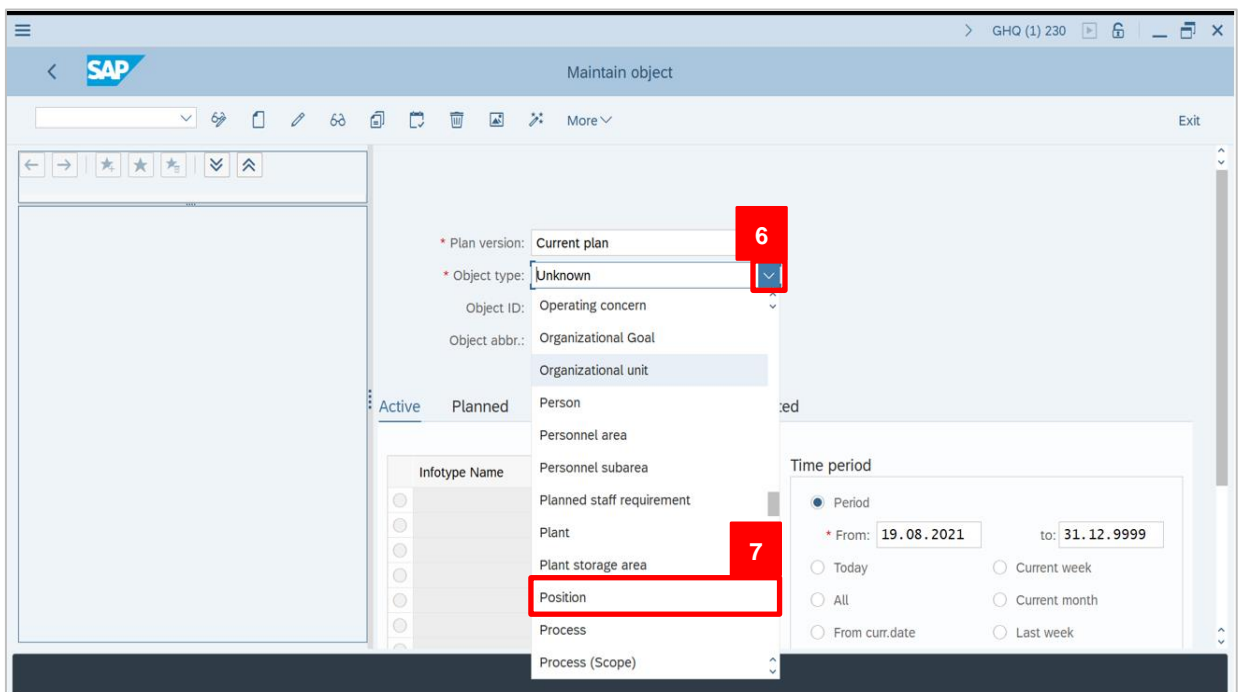 GHQ (1) 230
SAP
Maintain object
More
Exit
6
* Plan version: Current plan
* Object type: Unknown
Object ID:
Object abbr.:
Operating concern
Organizational Goal
Organizational unit
Person
Personnel area
Personnel subarea
Planned staff requirement
Plant
Plant storage area
7
Position
Process
Process (Scope)
Active Planned
Infotype Name
Time period
Period
* From: 19.08.2021 to: 31.12.9999
Today Current week
All Current month
From curr.date Last week